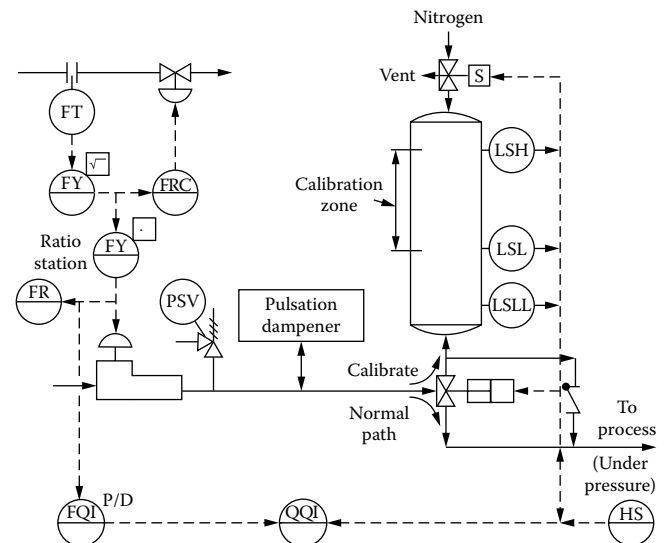 Nitrogen
Vent
S
FT
LSH
√
FY
FRC
Calibration
zone
FY
.
Ratio
station
LSL
FR
PSV
Pulsation
dampener
LSLL
Calibrate
Normal
path
To
process
(Under
pressure)
FQI
P/D
QQI
HS